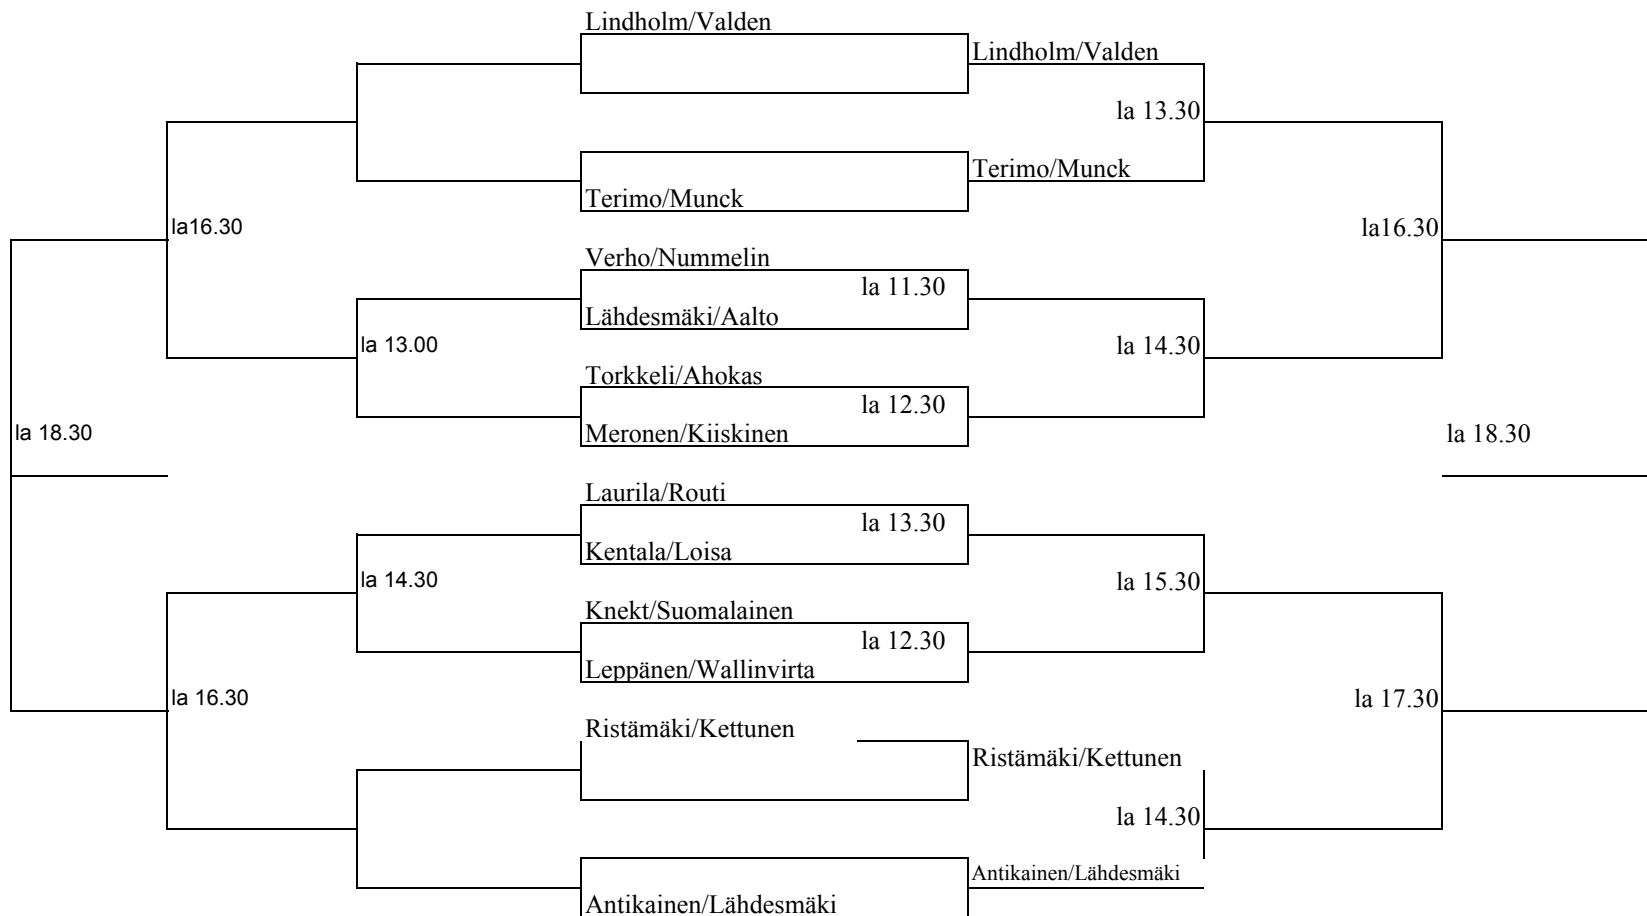 Lindholm/Valden
Lindholm/Valden
la 13.30
Terimo/Munck
Terimo/Munck
la16.30
la16.30
Verho/Nummelin
la 11.30
Lähdesmäki/Aalto
la 13.00
la 14.30
Torkkeli/Ahokas
la 12.30
la 18.30
Meronen/Kiiskinen
la 18.30
Laurila/Routi
la 13.30
Kentala/Loisa
la 14.30
la 15.30
Knekt/Suomalainen
la 12.30
Leppänen/Wallinvirta
la 16.30
la 17.30
Ristämäki/Kettunen
Ristämäki/Kettunen
la 14.30
Antikainen/Lähdesmäki
Antikainen/Lähdesmäki